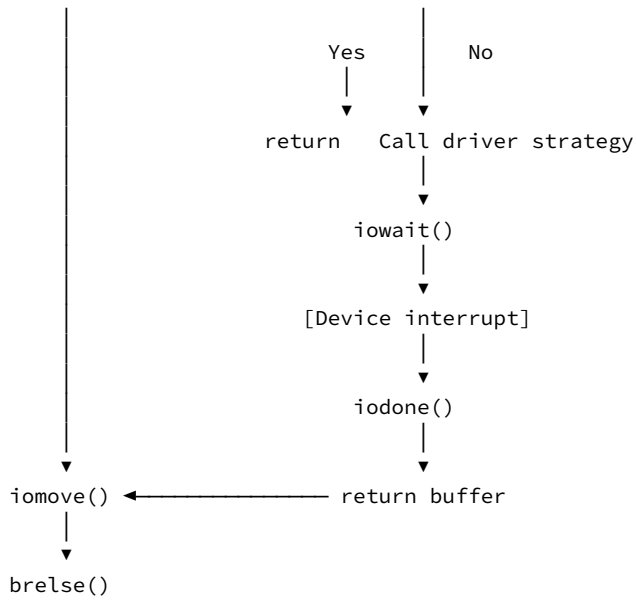 Yes No
return Call driver strategy
iowait()
[Device interrupt]
iodone()
iomove() return buffer
brelse()